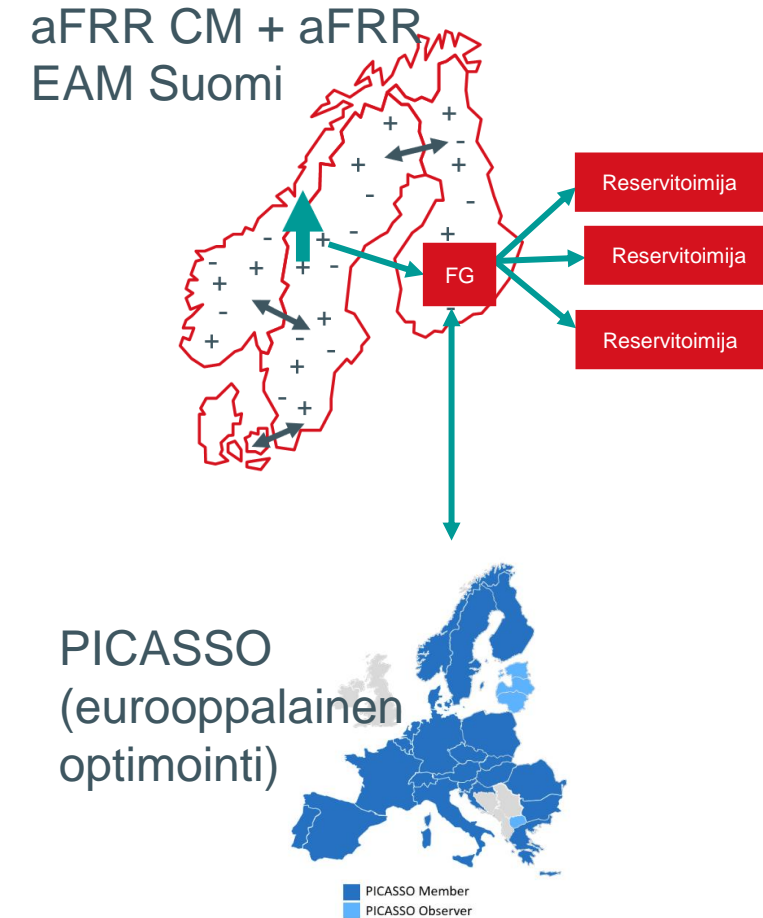 aFRR CM + aFRR
EAM Suomi
+
-
+
+
-
+
-
Reservitoimija
-
-
+
+
+
-
+
-
Reservitoimija
FG
-
+
-
+
+
-
-
Reservitoimija
+
-
+
-
+
PICASSO
(eurooppalainen
optimointi)
PICASSO Member
PICASSO Observer